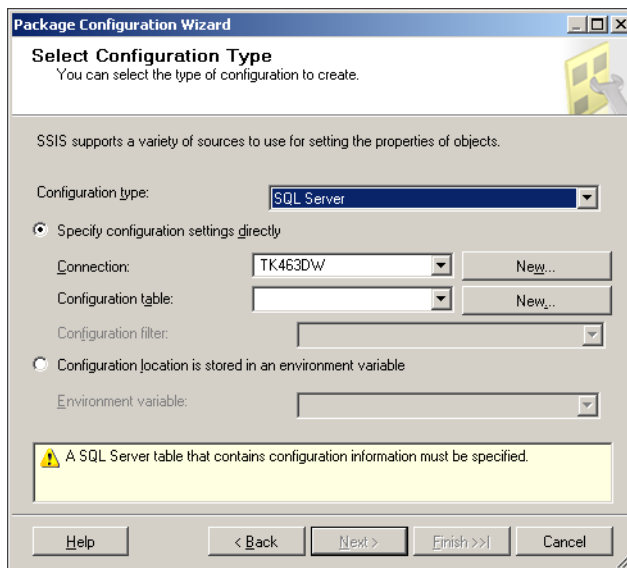 Package Configuration Wizard
Select Configuration Type
You can select the type of configuration to create.
SSIS supports a variety of sources to use for setting the properties of objects.
Configuration type: SQL Server
Specify configuration settings directly
Connection: TK463DW New...
Configuration table: New...
Configuration filter:
Configuration location is stored in an environment variable
Environment variable:
A SQL Server table that contains configuration information must be specified.
Help < Back Next > Finish >>| Cancel